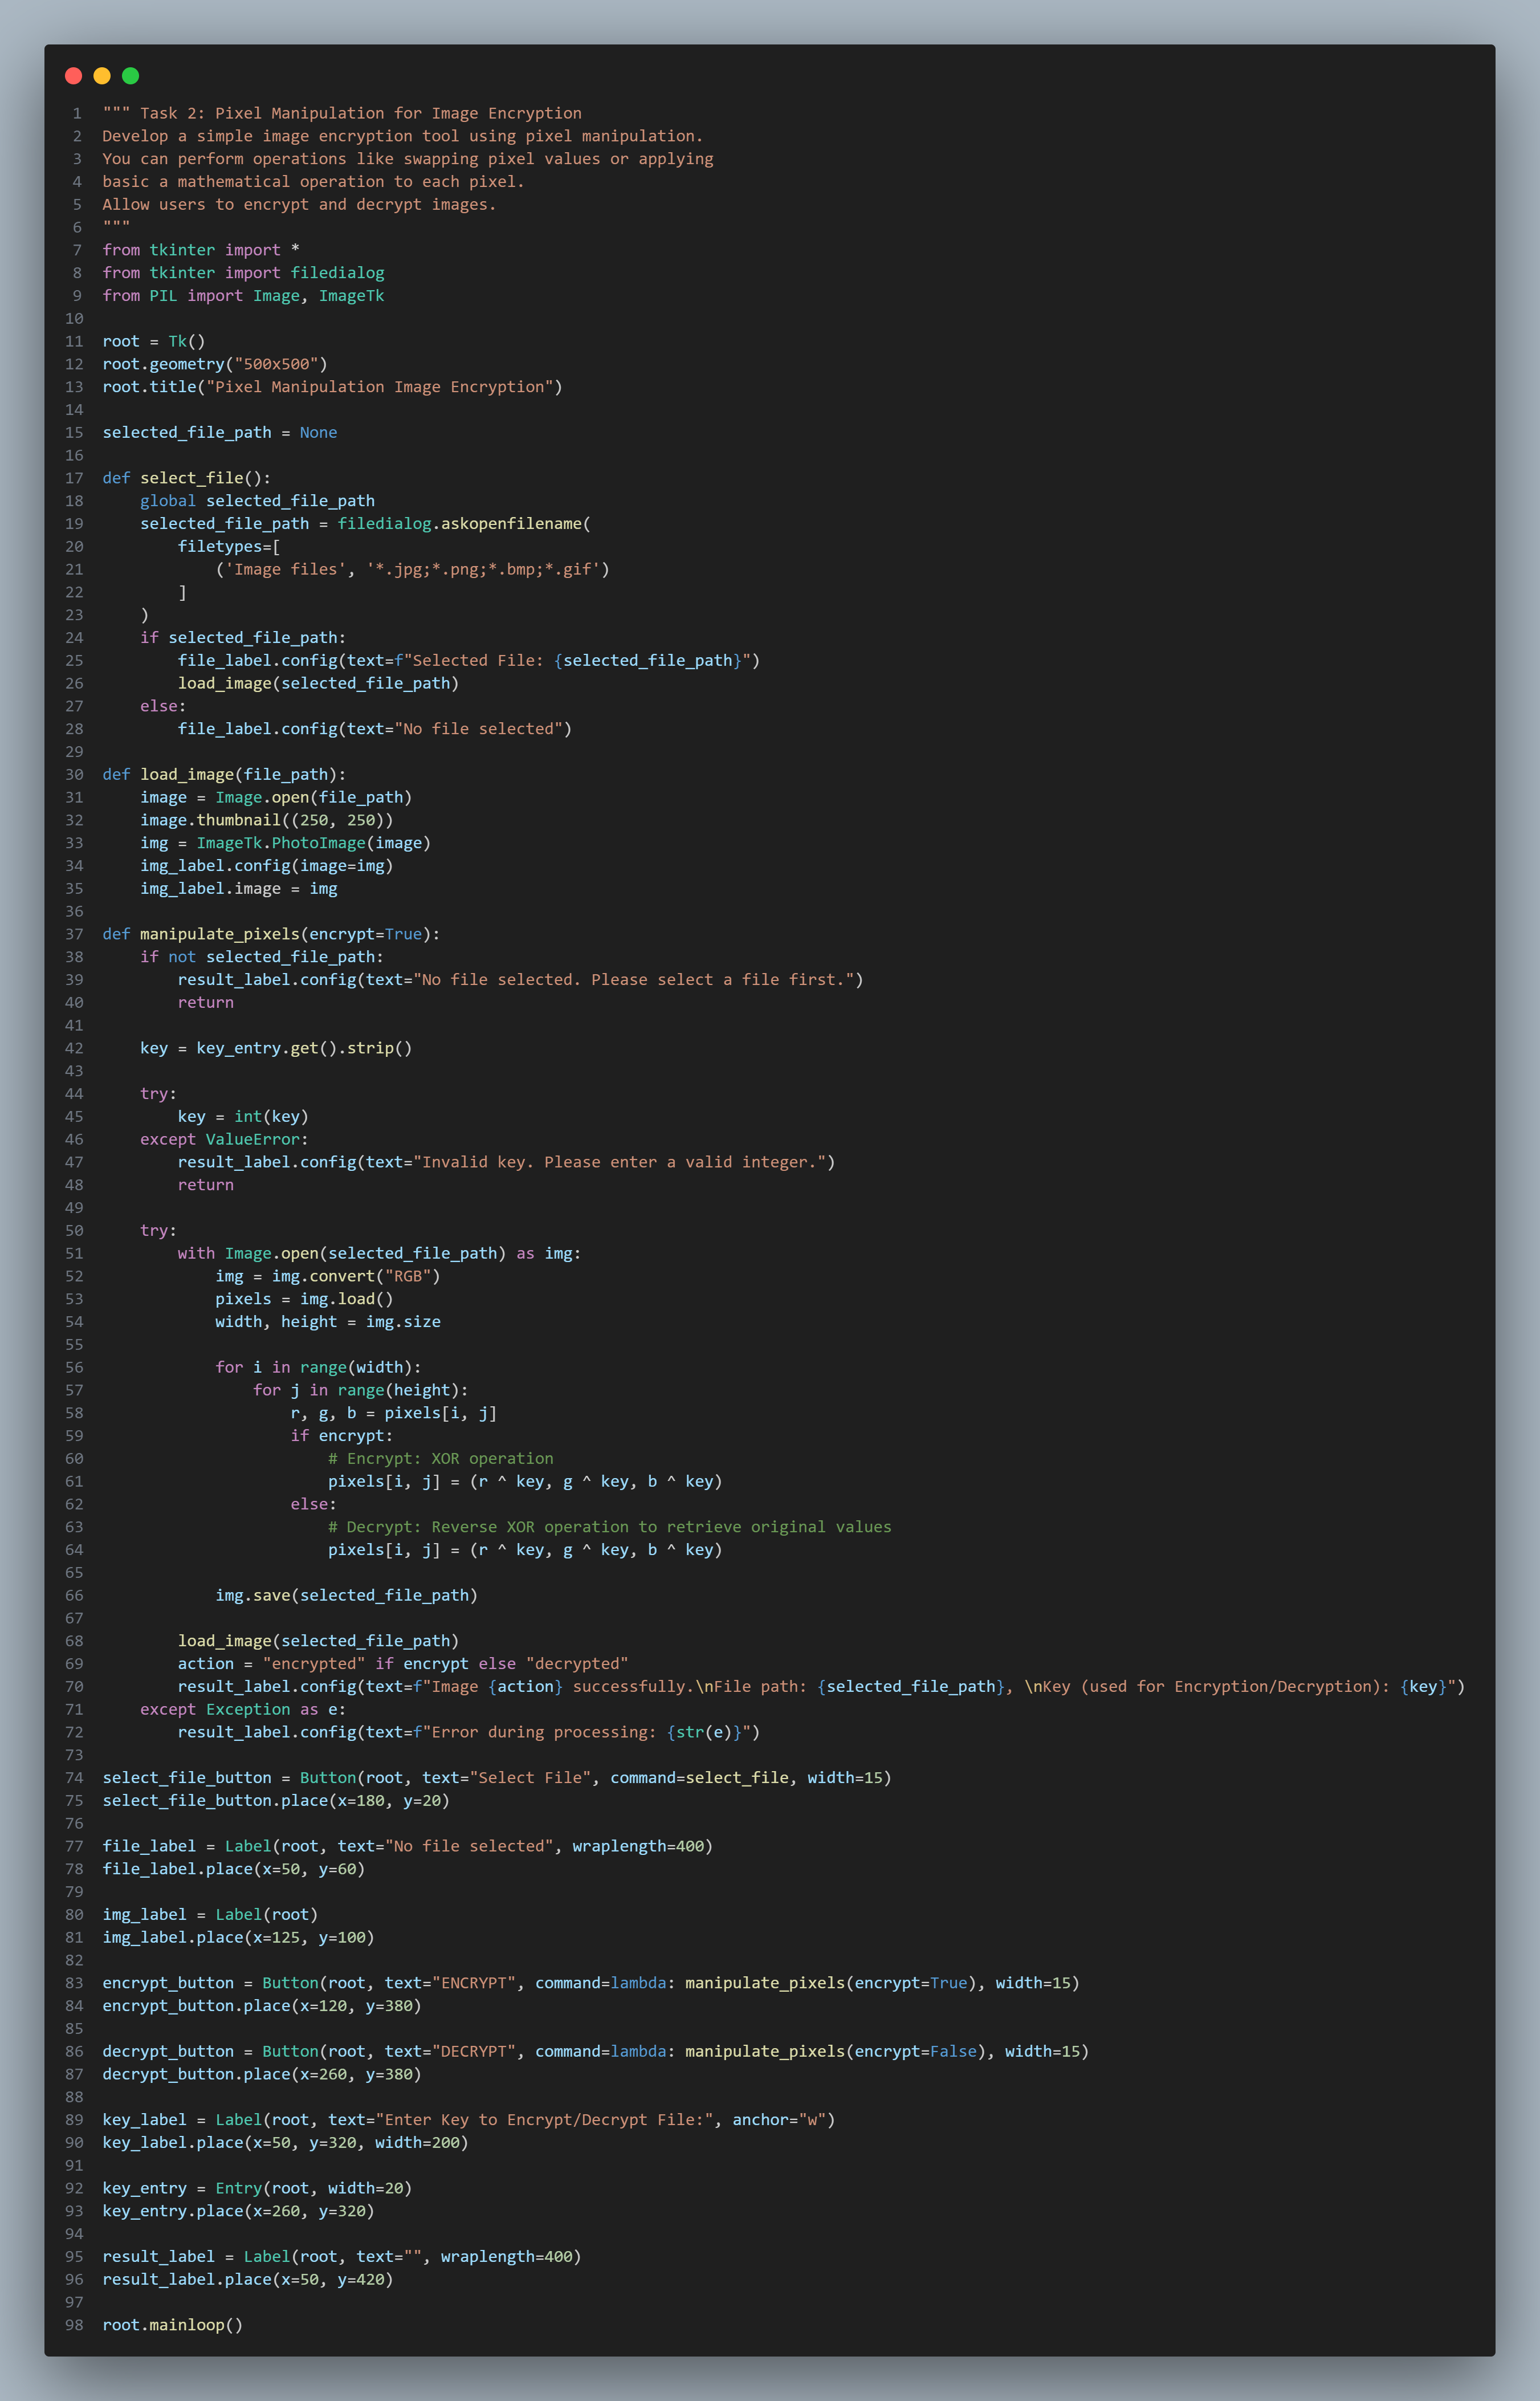 1 """ Task 2: Pixel Manipulation for Image Encryption
2 Develop a simple image encryption tool using pixel manipulation.
3 You can perform operations like swapping pixel values or applying
4 basic a mathematical operation to each pixel.
5 Allow users to encrypt and decrypt images.
6 """
7 from tkinter import *
8 from tkinter import filedialog
9 from PIL import Image, ImageTk
10
11 root = Tk()
12 root.geometry("500x500")
13 root.title("Pixel Manipulation Image Encryption")
14
15 selected_file_path = None
16
17 def select_file():
18     global selected_file_path
19     selected_file_path = filedialog.askopenfilename(
20         filetypes=[
21             ('Image files', '*.jpg;*.png;*.bmp;*.gif')
22         ]
23     )
24     if selected_file_path:
25         file_label.config(text=f"Selected File: {selected_file_path}")
26         load_image(selected_file_path)
27     else:
28         file_label.config(text="No file selected")
29
30 def load_image(file_path):
31     image = Image.open(file_path)
32     image.thumbnail((250, 250))
33     img = ImageTk.PhotoImage(image)
34     img_label.config(image=img)
35     img_label.image = img
36
37 def manipulate_pixels(encrypt=True):
38     if not selected_file_path:
39         result_label.config(text="No file selected. Please select a file first.")
40         return
41
42     key = key_entry.get().strip()
43
44     try:
45         key = int(key)
46     except ValueError:
47         result_label.config(text="Invalid key. Please enter a valid integer.")
48         return
49
50     try:
51         with Image.open(selected_file_path) as img:
52             img = img.convert("RGB")
53             pixels = img.load()
54             width, height = img.size
55
56             for i in range(width):
57                 for j in range(height):
58                     r, g, b = pixels[i, j]
59                     if encrypt:
60                         # Encrypt: XOR operation
61                         pixels[i, j] = (r ^ key, g ^ key, b ^ key)
62                     else:
63                         # Decrypt: Reverse XOR operation to retrieve original values
64                         pixels[i, j] = (r ^ key, g ^ key, b ^ key)
65
66             img.save(selected_file_path)
67
68         load_image(selected_file_path)
69         action = "encrypted" if encrypt else "decrypted"
70         result_label.config(text=f"Image {action} successfully.\nFile path: {selected_file_path}, \nKey (used for Encryption/Decryption): {key}")
71     except Exception as e:
72         result_label.config(text=f"Error during processing: {str(e)}")
73
74 select_file_button = Button(root, text="Select File", command=select_file, width=15)
75 select_file_button.place(x=180, y=20)
76
77 file_label = Label(root, text="No file selected", wraplength=400)
78 file_label.place(x=50, y=60)
79
80 img_label = Label(root)
81 img_label.place(x=125, y=100)
82
83 encrypt_button = Button(root, text="ENCRYPT", command=lambda: manipulate_pixels(encrypt=True), width=15)
84 encrypt_button.place(x=120, y=380)
85
86 decrypt_button = Button(root, text="DECRYPT", command=lambda: manipulate_pixels(encrypt=False), width=15)
87 decrypt_button.place(x=260, y=380)
88
89 key_label = Label(root, text="Enter Key to Encrypt/Decrypt File:", anchor="w")
90 key_label.place(x=50, y=320, width=200)
91
92 key_entry = Entry(root, width=20)
93 key_entry.place(x=260, y=320)
94
95 result_label = Label(root, text="", wraplength=400)
96 result_label.place(x=50, y=420)
97
98 root.mainloop()